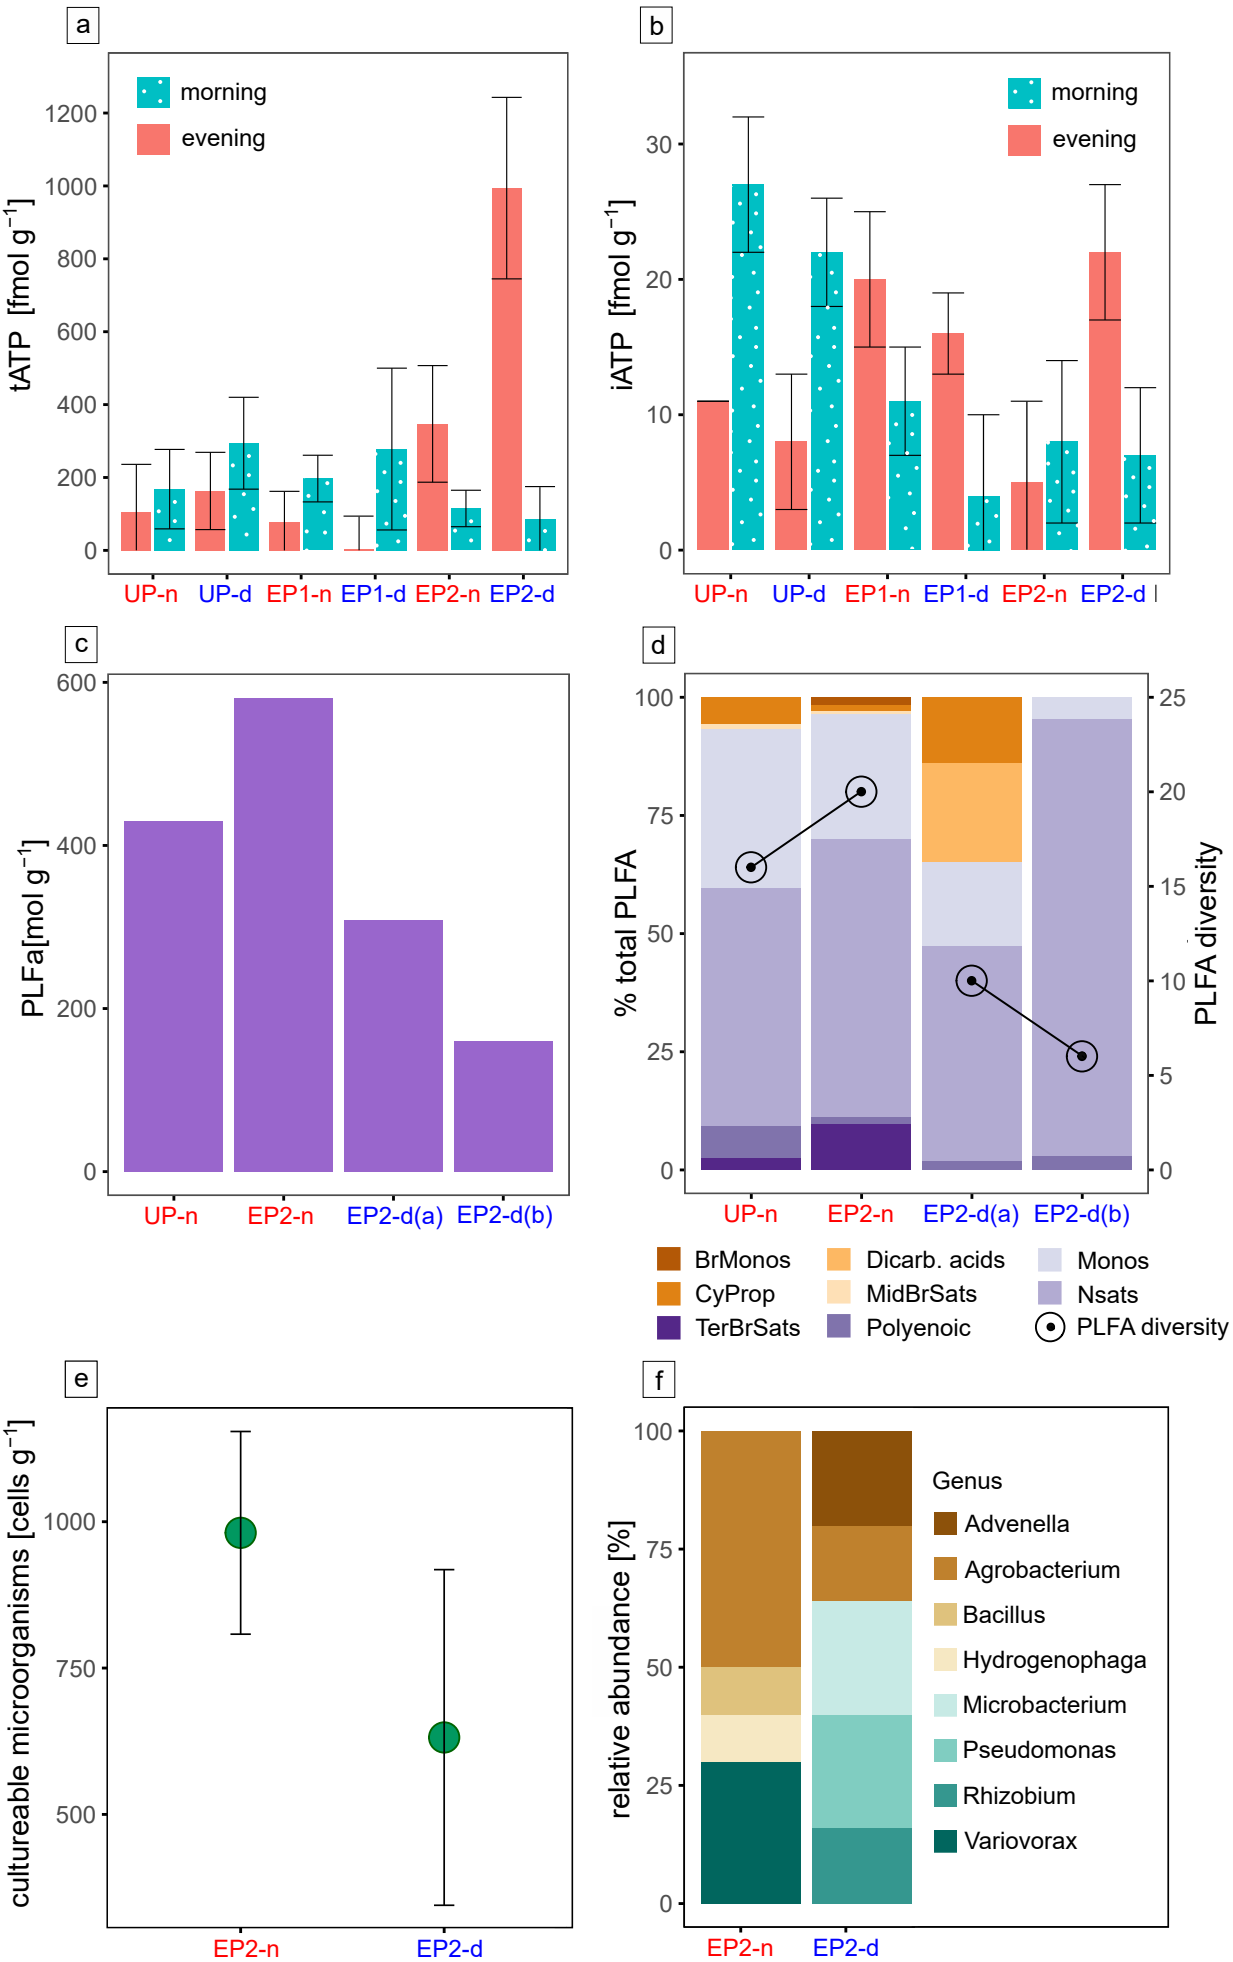 a
tATP [fmol g⁻¹]
morning
evening
1200
1000
800
600
400
200
0
UP-n UP-d EP1-n EP1-d EP2-n EP2-d
b
iATP [fmol g⁻¹]
morning
evening
30
20
10
0
UP-n UP-d EP1-n EP1-d EP2-n EP2-d
c
PLFa[mol g⁻¹]
600
400
200
0
UP-n EP2-n EP2-d(a) EP2-d(b)
d
% total PLFA
100
75
50
25
0
PLFA diversity
25
20
15
10
5
0
UP-n EP2-n EP2-d(a) EP2-d(b)
BrMonos Dicarb. acids Monos
CyProp MidBrSats Nsats
TerBrSats Polyenoic PLFA diversity
e
cultureable microorganisms [cells g⁻¹]
1000
750
500
EP2-n EP2-d
f
relative abundance [%]
100
75
50
25
0
EP2-n EP2-d
Genus
Advenella
Agrobacterium
Bacillus
Hydrogenophaga
Microbacterium
Pseudomonas
Rhizobium
Variovorax